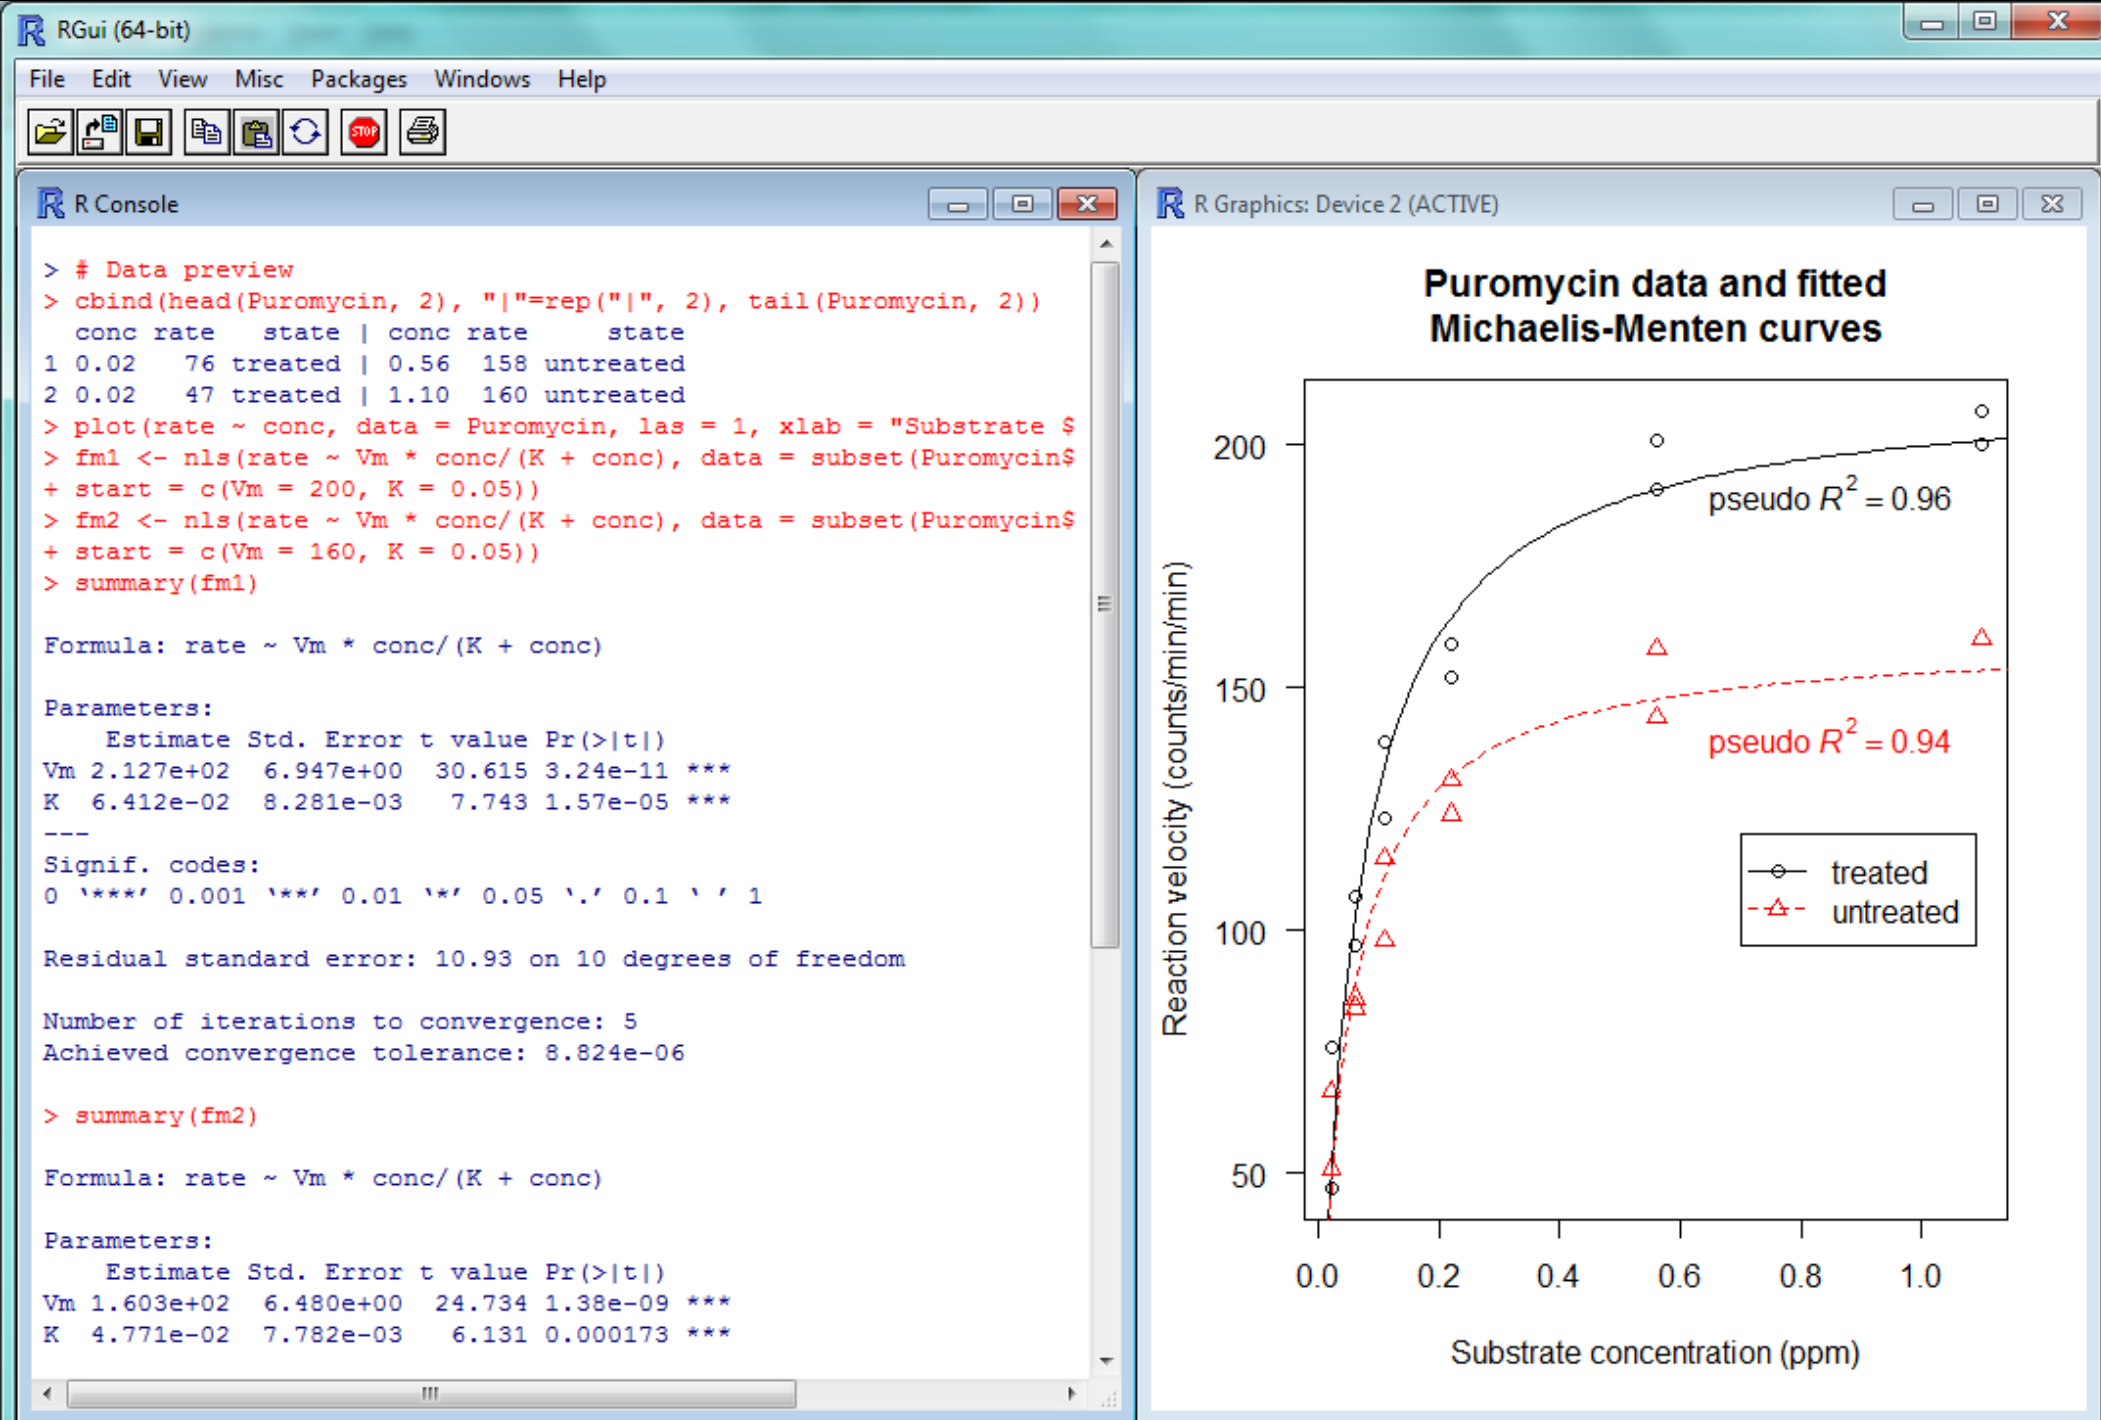 RGui (64-bit)
File Edit View Misc Packages Windows Help
STOP
R Console
> # Data preview
> cbind(head(Puromycin, 2), "|"=rep("|", 2), tail(Puromycin, 2))
  conc rate   state | conc rate     state
1 0.02   76 treated | 0.56  158 untreated
2 0.02   47 treated | 1.10  160 untreated
> plot(rate ~ conc, data = Puromycin, las = 1, xlab = "Substrate $
> fm1 <- nls(rate ~ Vm * conc/(K + conc), data = subset(Puromycin$
+ start = c(Vm = 200, K = 0.05))
> fm2 <- nls(rate ~ Vm * conc/(K + conc), data = subset(Puromycin$
+ start = c(Vm = 160, K = 0.05))
> summary(fm1)
Formula: rate ~ Vm * conc/(K + conc)
Parameters:
    Estimate Std. Error t value Pr(>|t|)
Vm 2.127e+02  6.947e+00  30.615 3.24e-11 ***
K  6.412e-02  8.281e-03   7.743 1.57e-05 ***
---
Signif. codes:
0 ‘***’ 0.001 ‘**’ 0.01 ‘*’ 0.05 ‘.’ 0.1 ‘ ’ 1
Residual standard error: 10.93 on 10 degrees of freedom
Number of iterations to convergence: 5
Achieved convergence tolerance: 8.824e-06
> summary(fm2)
Formula: rate ~ Vm * conc/(K + conc)
Parameters:
    Estimate Std. Error t value Pr(>|t|)
Vm 1.603e+02  6.480e+00  24.734 1.38e-09 ***
K  4.771e-02  7.782e-03   6.131 0.000173 ***
R Graphics: Device 2 (ACTIVE)
Puromycin data and fitted
Michaelis-Menten curves
200
150
100
50
Reaction velocity (counts/min/min)
pseudo R² = 0.96
pseudo R² = 0.94
treated
untreated
0.0 0.2 0.4 0.6 0.8 1.0
Substrate concentration (ppm)